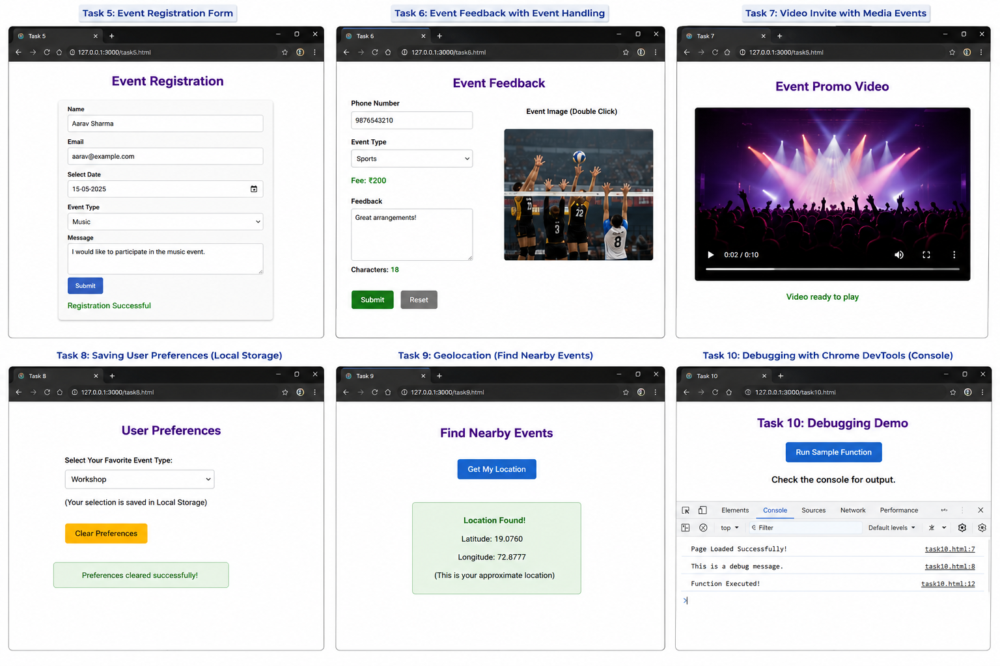 Task 5: Event Registration Form
Task 5
127.0.0.1:3000/task5.html
Event Registration
Name
Aarav Sharma
Email
aarav@example.com
Select Date
15-05-2025
Event Type
Music
Message
I would like to participate in the music event.
Submit
Registration Successful
Task 6: Event Feedback with Event Handling
Task 6
127.0.0.1:3000/task6.html
Event Feedback
Phone Number
9876543210
Event Type
Sports
Fee: ₹200
Feedback
Great arrangements!
Characters: 18
Submit Reset
Event Image (Double Click)
3
22
8
Task 7: Video Invite with Media Events
Task 7
127.0.0.1:3000/task5.html
Event Promo Video
0:02 / 0:10
Video ready to play
Task 8: Saving User Preferences (Local Storage)
Task 8
127.0.0.1:3000/task8.html
User Preferences
Select Your Favorite Event Type:
Workshop
(Your selection is saved in Local Storage)
Clear Preferences
Preferences cleared successfully!
Task 9: Geolocation (Find Nearby Events)
Task 9
127.0.0.1:3000/task9.html
Find Nearby Events
Get My Location
Location Found!
Latitude: 19.0760
Longitude: 72.8777
(This is your approximate location)
Task 10: Debugging with Chrome DevTools (Console)
Task 10
127.0.0.1:3000/task10.html
Task 10: Debugging Demo
Run Sample Function
Check the console for output.
Elements Console Sources Network Performance
top Filter Default levels
Page Loaded Successfully! task10.html:7
This is a debug message. task10.html:8
Function Executed! task10.html:12